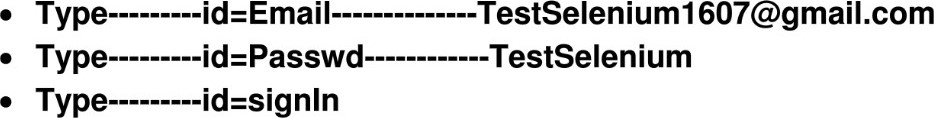 • Type---------id=Email--------------TestSelenium1607@gmail.com
• Type---------id=Passwd------------TestSelenium
• Type---------id=signIn